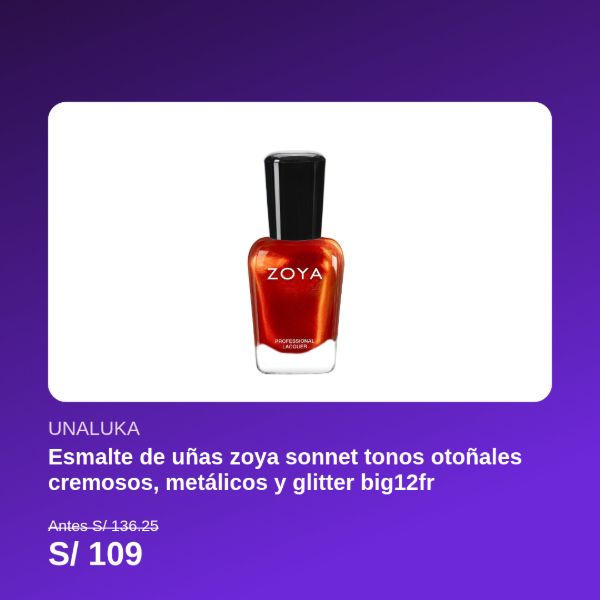 ZOYA
PROFESSIONAL
LACQUER
UNALUKA
Esmalte de uñas zoya sonnet tonos otoñales
cremosos, metálicos y glitter big12fr
Antes S/ 136.25
S/ 109